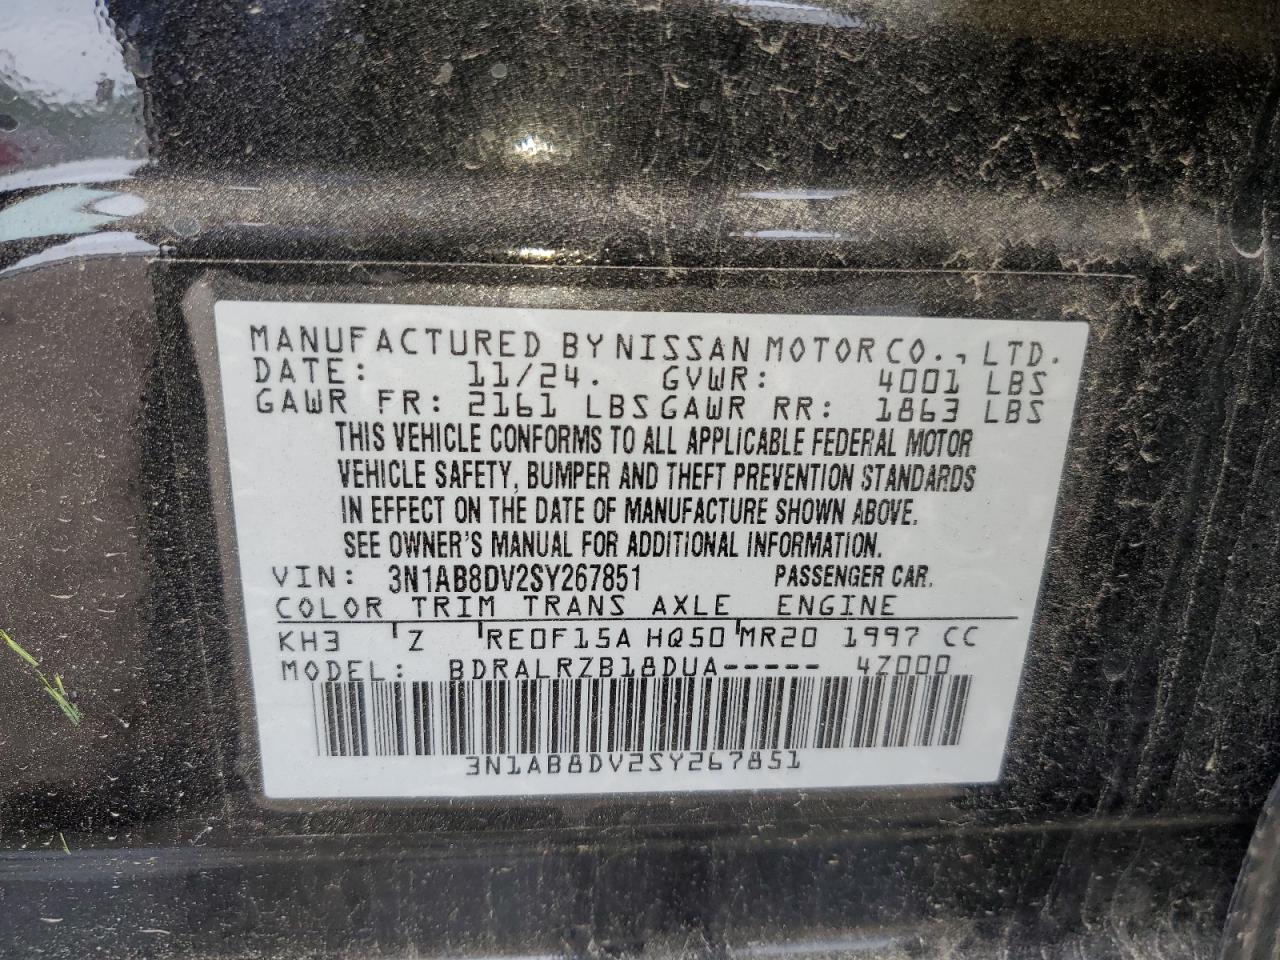 MANUFACTURED BY NISSAN MOTOR CO., LTD.
DATE: 11/24. GVWR: 4001 LBS
GAWR FR: 2161 LBS GAWR RR: 1863 LBS
THIS VEHICLE CONFORMS TO ALL APPLICABLE FEDERAL MOTOR
VEHICLE SAFETY, BUMPER AND THEFT PREVENTION STANDARDS
IN EFFECT ON THE DATE OF MANUFACTURE SHOWN ABOVE.
SEE OWNER'S MANUAL FOR ADDITIONAL INFORMATION.
VIN: 3N1AB8DV2SY267851 PASSENGER CAR.
COLOR TRIM TRANS AXLE ENGINE
KH3 Z RE0F15A HQ50 MR20 1997 CC
MODEL: BDRALRZB18DUA----- 4Z000
3N1AB8DV2SY267851